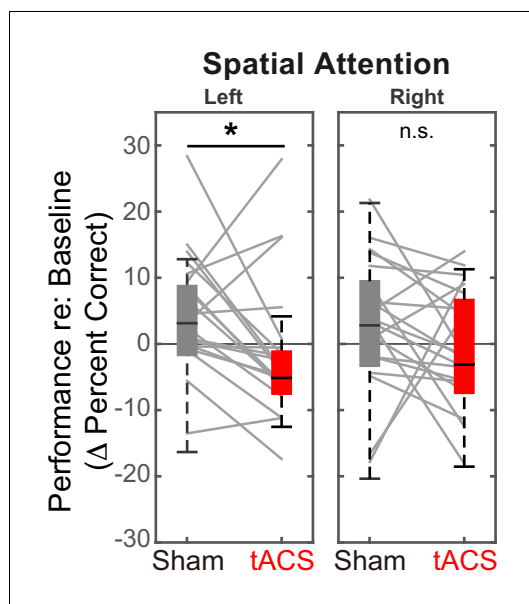 Spatial Attention
Left
Right
*
n.s.
Performance re: Baseline
(Δ Percent Correct)
30
20
10
0
-10
-20
-30
Sham
tACS
Sham
tACS